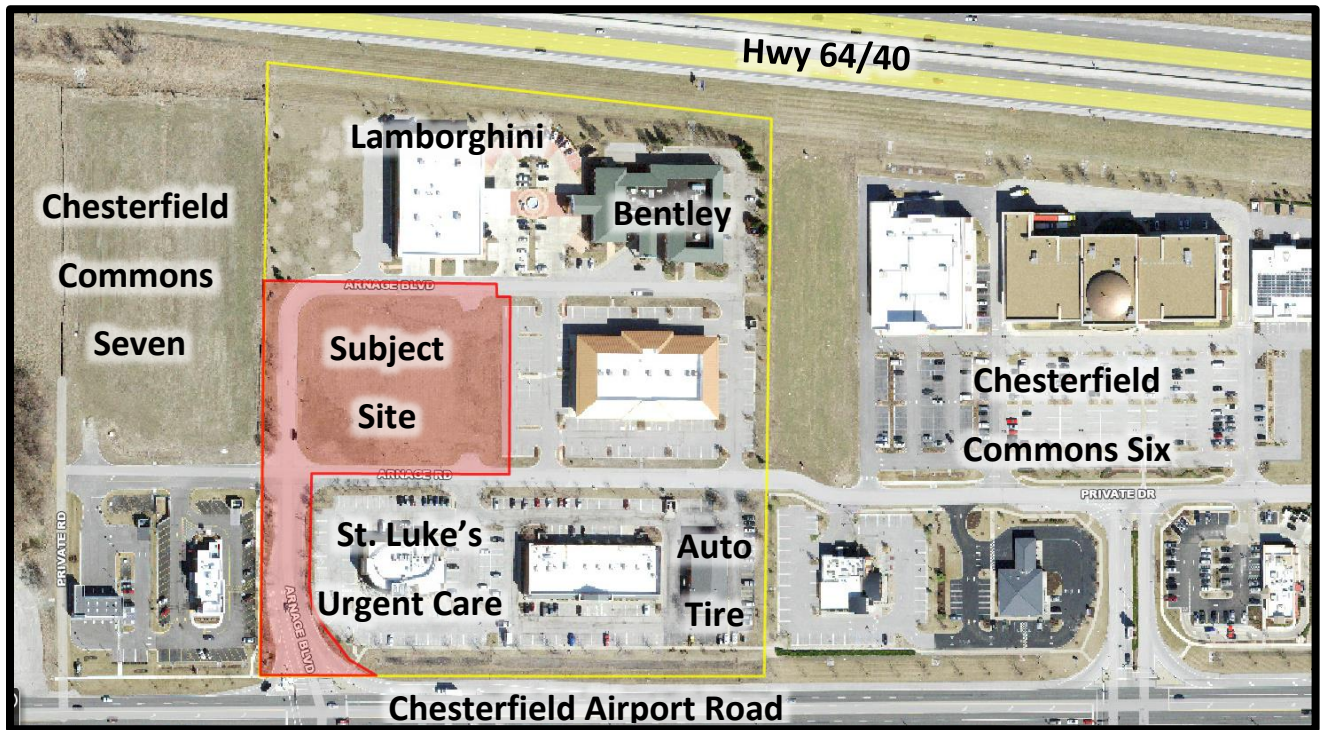 Hwy 64/40
Lamborghini
Bentley
Chesterfield
Commons
Seven
ARNAGE BLVD
Subject
Site
Chesterfield
Commons Six
ARNAGE RD
PRIVATE DR
PRIVATE RD
St. Luke's
Urgent Care
Auto
Tire
ARNAGE BLVD
Chesterfield Airport Road